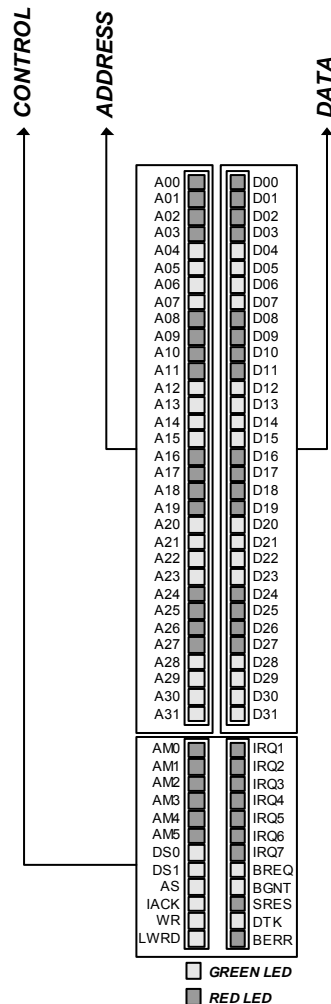 CONTROL
ADDRESS
DATA
A00 D00
A01 D01
A02 D02
A03 D03
A04 D04
A05 D05
A06 D06
A07 D07
A08 D08
A09 D09
A10 D10
A11 D11
A12 D12
A13 D13
A14 D14
A15 D15
A16 D16
A17 D17
A18 D18
A19 D19
A20 D20
A21 D21
A22 D22
A23 D23
A24 D24
A25 D25
A26 D26
A27 D27
A28 D28
A29 D29
A30 D30
A31 D31
AM0 IRQ1
AM1 IRQ2
AM2 IRQ3
AM3 IRQ4
AM4 IRQ5
AM5 IRQ6
DS0 IRQ7
DS1 BREQ
AS BGNT
IACK SRES
WR DTK
LWRD BERR
GREEN LED
RED LED